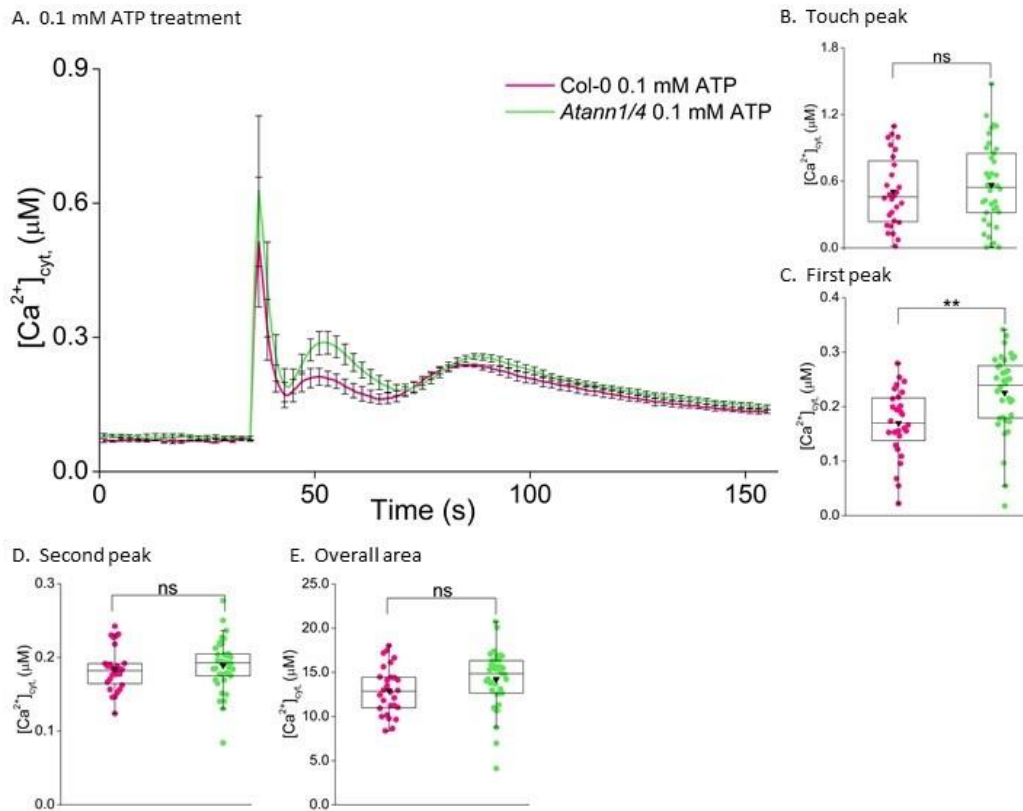 A. 0.1 mM ATP treatment
0.9
0.6
0.3
0.0
[Ca²⁺]cyt, (µM)
Col-0 0.1 mM ATP
Atann1/4 0.1 mM ATP
0
50
100
150
Time (s)
B. Touch peak
1.8
1.2
0.6
0.0
[Ca²⁺]cyt, (µM)
ns
C. First peak
0.4
0.3
0.2
0.1
0.0
[Ca²⁺]cyt, (µM)
**
D. Second peak
0.3
0.2
0.1
0.0
[Ca²⁺]cyt, (µM)
ns
E. Overall area
25.0
20.0
15.0
10.0
5.0
0.0
[Ca²⁺]cyt, (µM)
ns